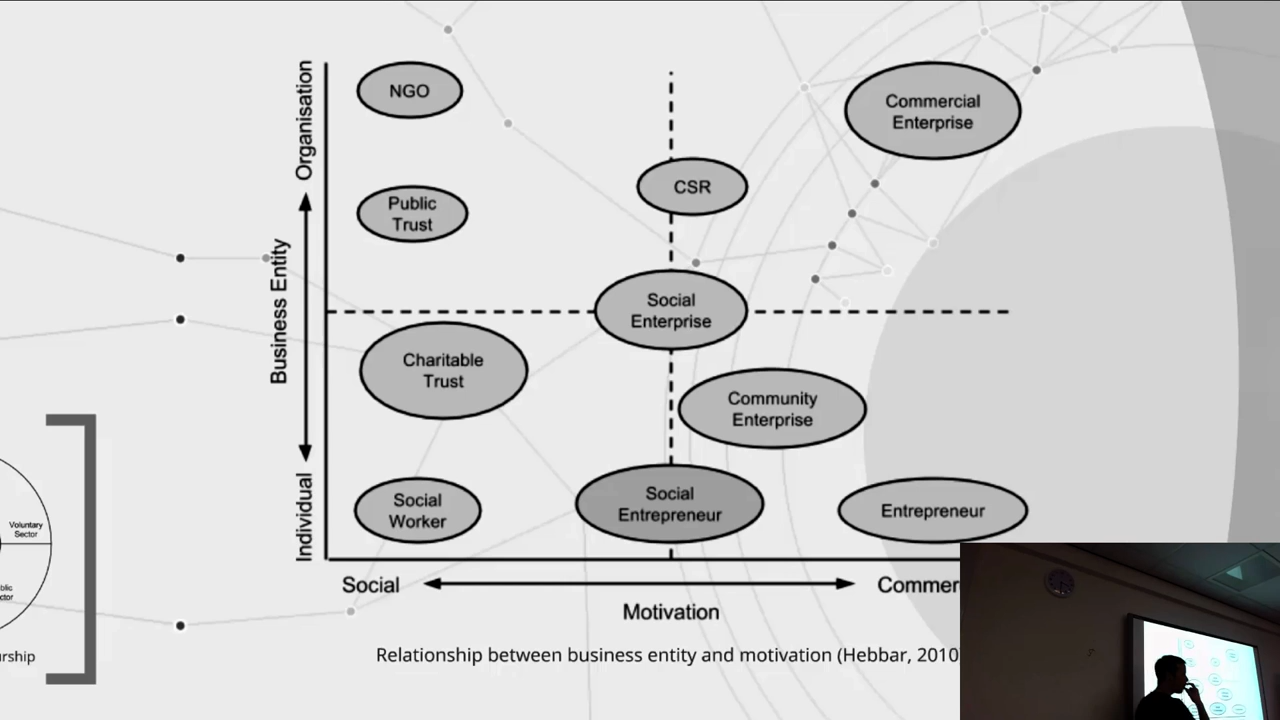 Organisation
Business Entity
Individual
NGO
Commercial
Enterprise
CSR
Public
Trust
Social
Enterprise
Charitable
Trust
Community
Enterprise
Social
Worker
Social
Entrepreneur
Entrepreneur
Social
Commer
Motivation
Relationship between business entity and motivation (Hebbar, 2010
Voluntary
Sector
blic
ctor
urship